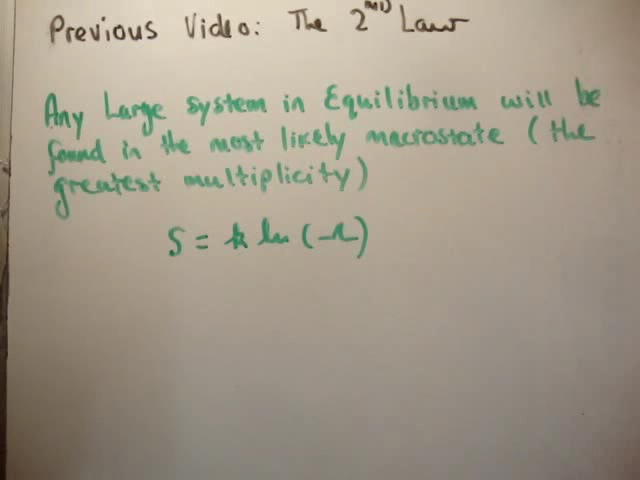 Previous Video: The 2nd Law
Any Large system in Equilibrium will be
found in the most likely macrostate (the
greatest multiplicity)
S = k ln (Ω)